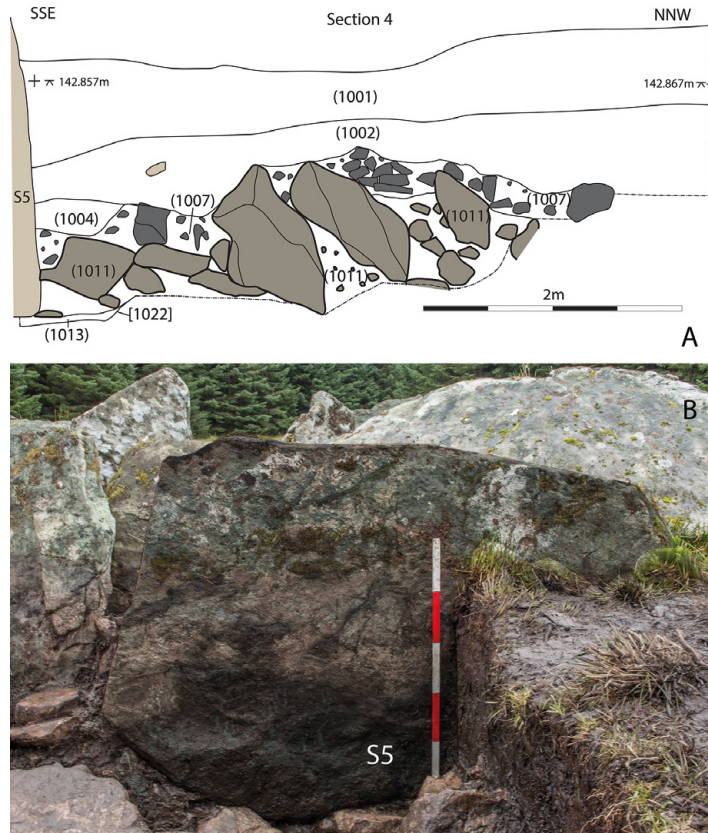 SSE Section 4 NNW
142.857m
142.867m
(1001)
(1002)
S5
(1007)
(1004)
(1007)
(1011)
(1011)
(1011)
2m
[1022]
(1013)
A
B
S5